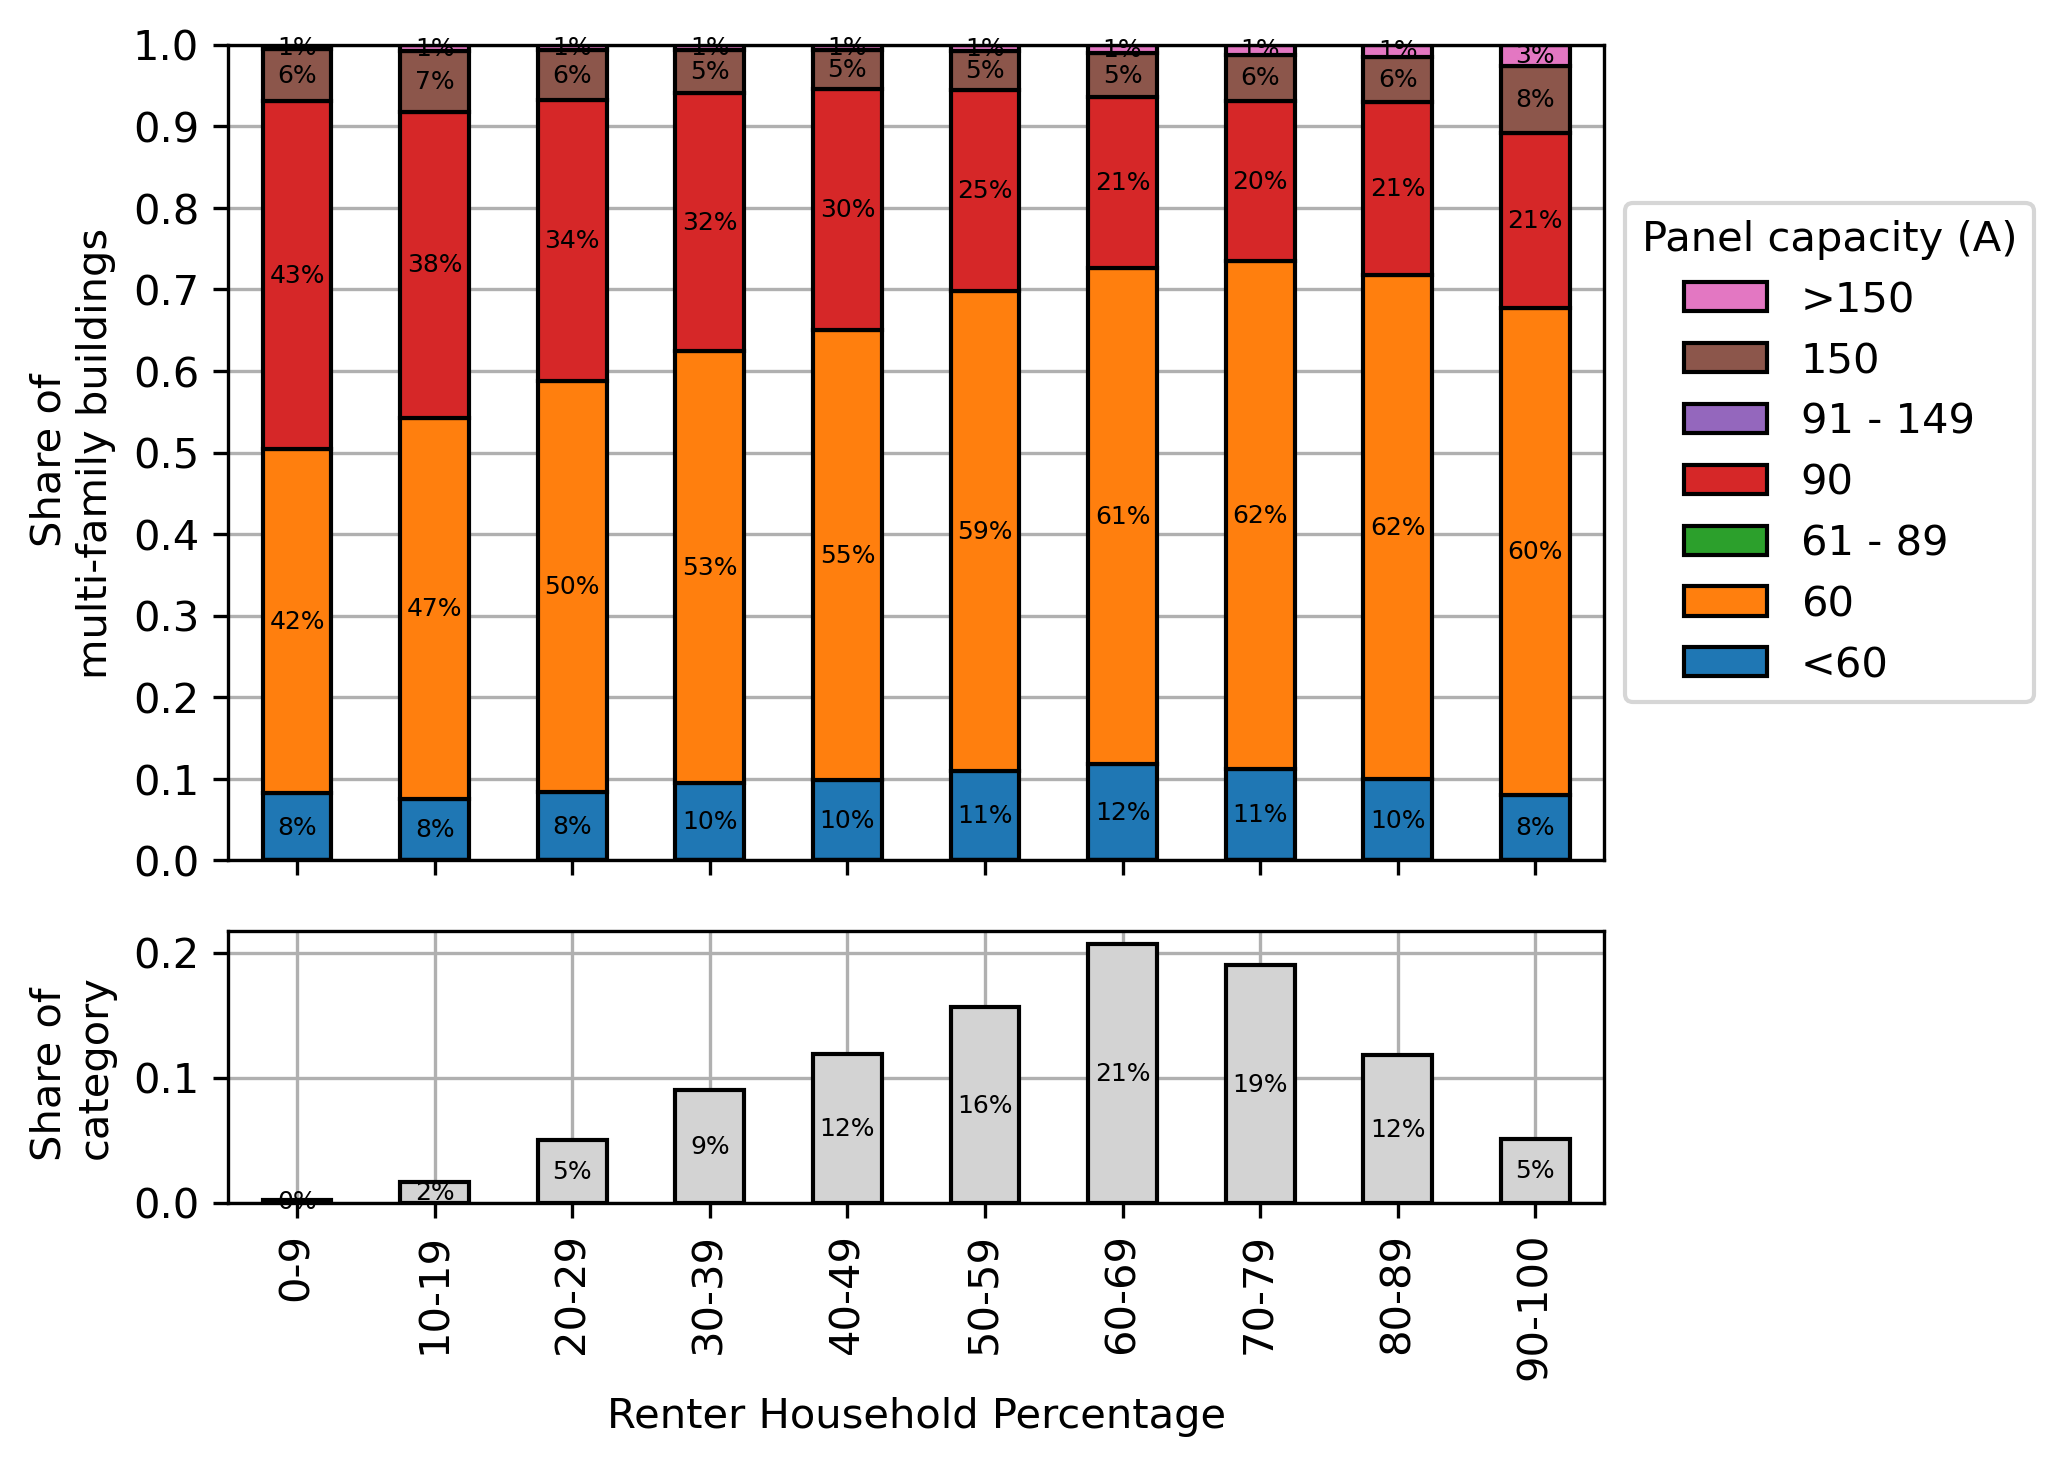 1.0
0.9
0.8
0.7
0.6
0.5
0.4
0.3
0.2
0.1
0.0
Share of
multi-family buildings
1% 1% 1% 1% 1% 1% 1% 1% 1% 3%
6% 7% 6% 5% 5% 5% 5% 6% 6% 8%
43% 38% 34% 32% 30% 25% 21% 20% 21% 21%
42% 47% 50% 53% 55% 59% 61% 62% 62% 60%
8% 8% 8% 10% 10% 11% 12% 11% 10% 8%
Panel capacity (A)
>150
150
91 - 149
90
61 - 89
60
<60
0.2
0.1
0.0
Share of
category
0% 2% 5% 9% 12% 16% 21% 19% 12% 5%
0-9
10-19
20-29
30-39
40-49
50-59
60-69
70-79
80-89
90-100
Renter Household Percentage